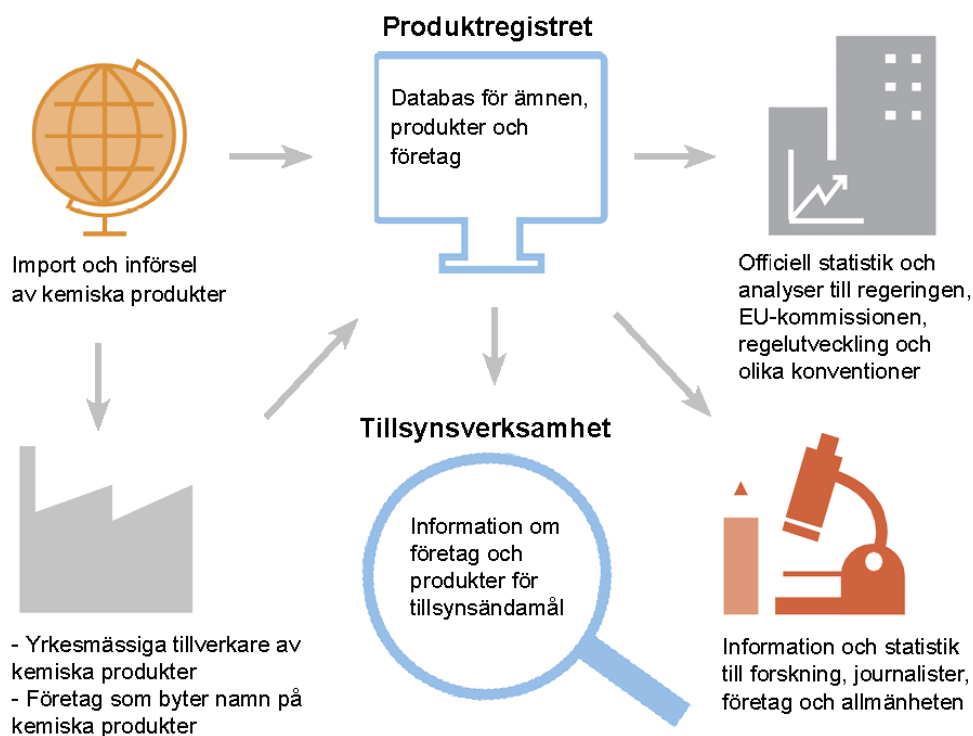 Produktregistret
Databas för ämnen,
produkter och
företag
Import och införsel
av kemiska produkter
Officiell statistik och
analyser till regeringen,
EU-kommissionen,
regelutveckling och
olika konventioner
Tillsynsverksamhet
Information om
företag och
produkter för
tillsynsändamål
- Yrkesmässiga tillverkare av
kemiska produkter
- Företag som byter namn på
kemiska produkter
Information och statistik
till forskning, journalister,
företag och allmänheten